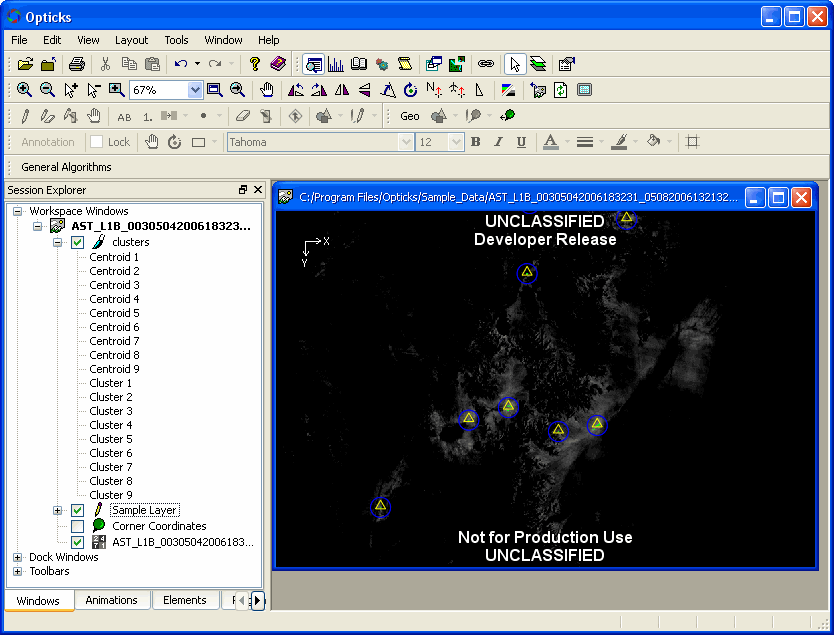 Opticks
File Edit View Layout Tools Window Help
67%
N
AB 1. Geo
Annotation Lock Tahoma 12 B I U A
General Algorithms
Session Explorer
Workspace Windows
AST_L1B_0030504200618323...
clusters
Centroid 1
Centroid 2
Centroid 3
Centroid 4
Centroid 5
Centroid 6
Centroid 7
Centroid 8
Centroid 9
Cluster 1
Cluster 2
Cluster 3
Cluster 4
Cluster 5
Cluster 6
Cluster 7
Cluster 8
Cluster 9
Sample Layer
Corner Coordinates
AST_L1B_00305042006183...
Dock Windows
Toolbars
Windows Animations Elements
C:/Program Files/Opticks/Sample_Data/AST_L1B_00305042006183231_05082006132132...
UNCLASSIFIED
Developer Release
X
Y
Not for Production Use
UNCLASSIFIED